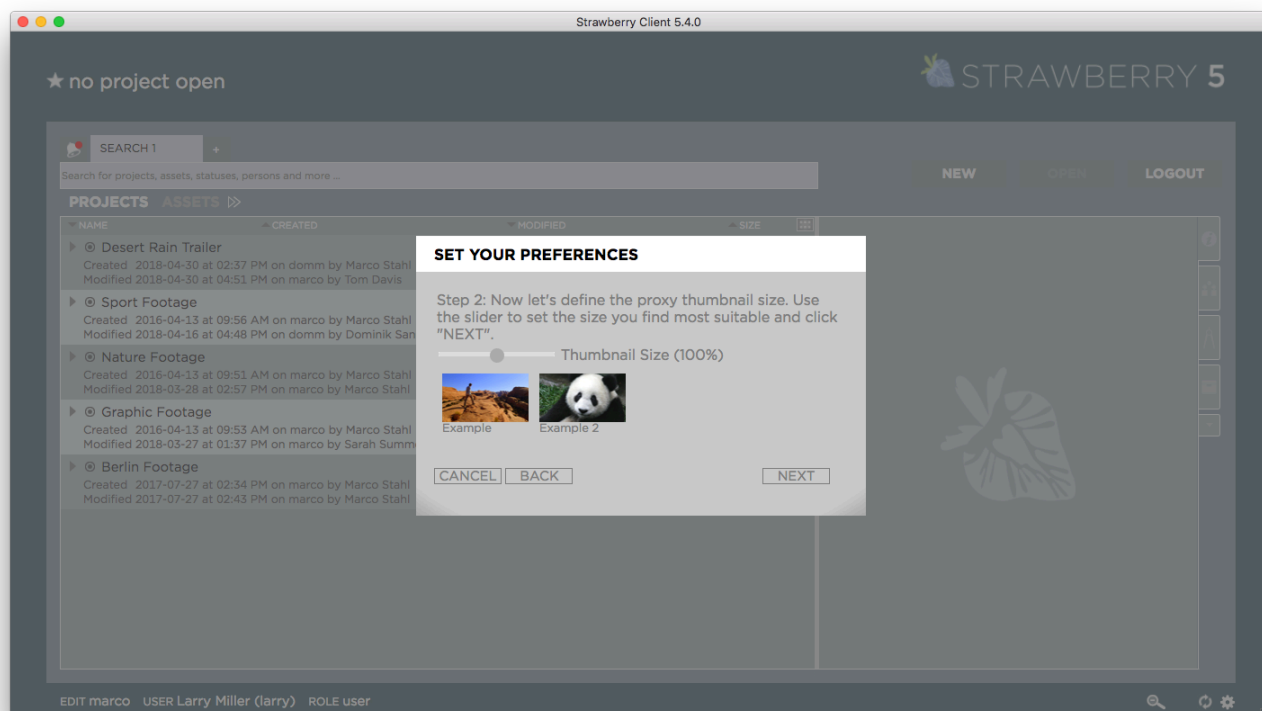 Strawberry Client 5.4.0
no project open
STRAWBERRY 5
SEARCH 1 +
Search for projects, assets, statuses, persons and more ...
NEW OPEN LOGOUT
PROJECTS ASSETS
NAME CREATED MODIFIED SIZE
Desert Rain Trailer
Created 2018-04-30 at 02:37 PM on domm by Marco Stahl
Modified 2018-04-30 at 04:51 PM on marco by Tom Davis
Sport Footage
Created 2016-04-13 at 09:56 AM on marco by Marco Stahl
Modified 2018-04-16 at 04:48 PM on domm by Dominik San
Nature Footage
Created 2016-04-13 at 09:51 AM on marco by Marco Stahl
Modified 2018-03-28 at 02:57 PM on marco by Marco Stahl
Graphic Footage
Created 2016-04-13 at 09:53 AM on marco by Marco Stahl
Modified 2018-03-27 at 01:37 PM on marco by Sarah Summ
Berlin Footage
Created 2017-07-27 at 02:34 PM on marco by Marco Stahl
Modified 2017-07-27 at 02:43 PM on marco by Marco Stahl
SET YOUR PREFERENCES
Step 2: Now let's define the proxy thumbnail size. Use
the slider to set the size you find most suitable and click
"NEXT".
Thumbnail Size (100%)
Example Example 2
CANCEL BACK NEXT
EDIT marco USER Larry Miller (larry) ROLE user